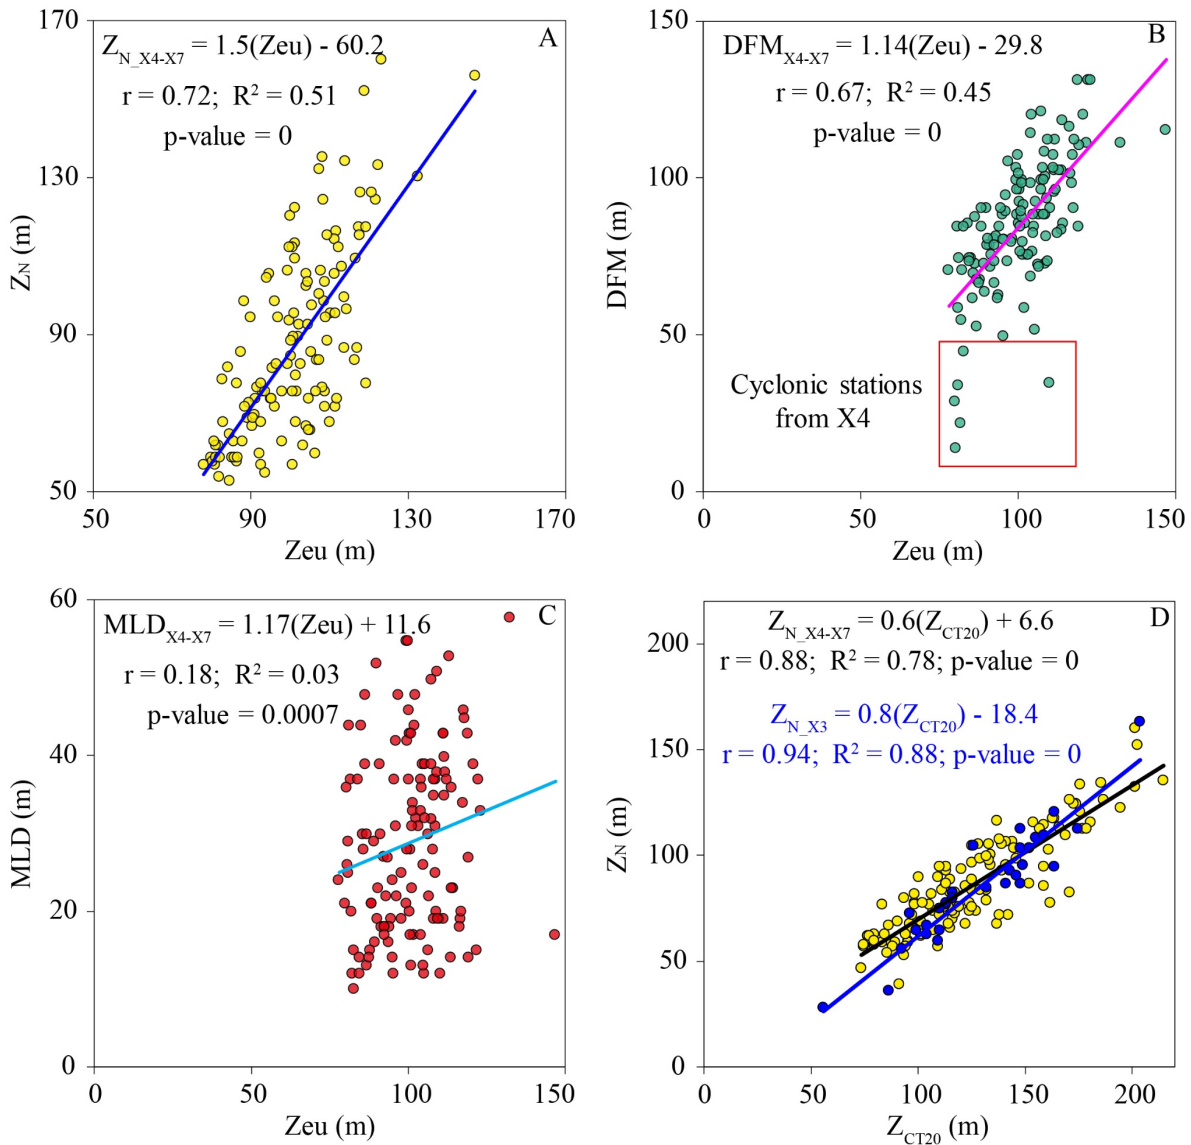 170
A
Z_N_X4-X7 = 1.5(Zeu) - 60.2
r = 0.72; R² = 0.51
p-value = 0
130
90
50
Z_N (m)
50 90 130 170
Zeu (m)
150
B
DFM_X4-X7 = 1.14(Zeu) - 29.8
r = 0.67; R² = 0.45
p-value = 0
100
50
Cyclonic stations
from X4
0
DFM (m)
0 50 100 150
Zeu (m)
60
C
MLD_X4-X7 = 1.17(Zeu) + 11.6
r = 0.18; R² = 0.03
p-value = 0.0007
40
20
0
MLD (m)
0 50 100 150
Zeu (m)
D
Z_N_X4-X7 = 0.6(Z_CT20) + 6.6
200
r = 0.88; R² = 0.78; p-value = 0
Z_N_X3 = 0.8(Z_CT20) - 18.4
r = 0.94; R² = 0.88; p-value = 0
150
100
50
0
Z_N (m)
0 50 100 150 200
Z_CT20 (m)